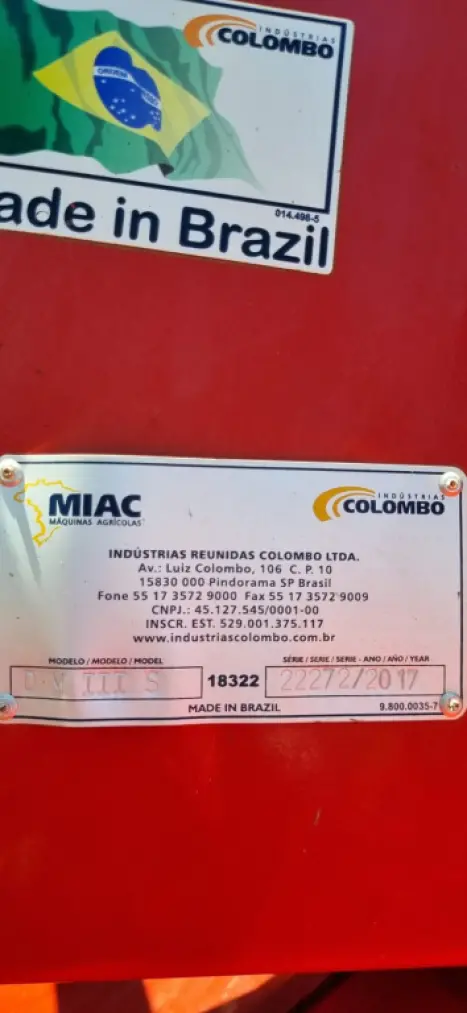 INDÚSTRIAS
COLOMBO
ORDEM
014.498-5
ade in Brazil
MIAC
MÁQUINAS AGRÍCOLAS
INDÚSTRIAS
COLOMBO
INDÚSTRIAS REUNIDAS COLOMBO LTDA.
Av.: Luiz Colombo, 106 C. P. 10
15830 000 Pindorama SP Brasil
Fone 55 17 3572 9000 Fax 55 17 3572 9009
CNPJ.: 45.127.545/0001-00
INSCR. EST. 529.001.375.117
www.industriascolombo.com.br
MODELO / MODELO / MODEL
SÉRIE / SERIE / SERIE - ANO / AÑO / YEAR
D.V III S 18322 22272/2017
MADE IN BRAZIL 9.800.0035-7